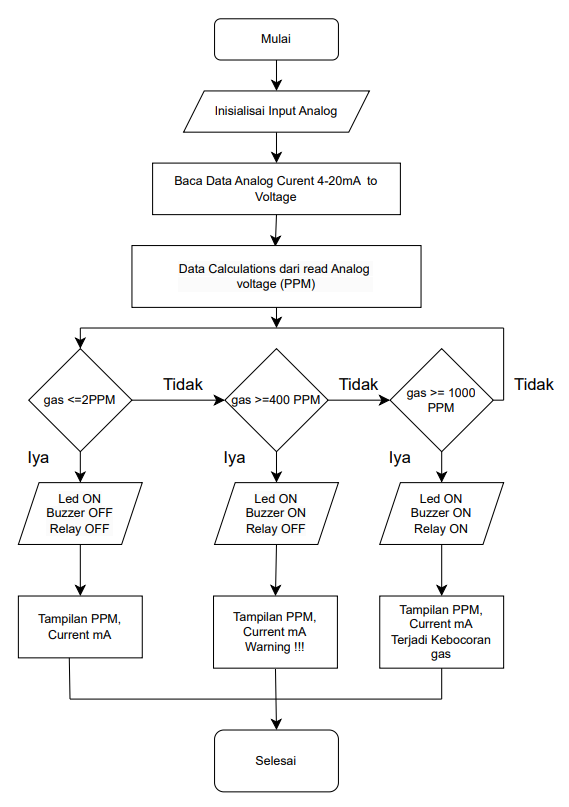 Mulai
Inisialisai Input Analog
Baca Data Analog Curent 4-20mA to
Voltage
Data Calculations dari read Analog
voltage (PPM)
gas <=2PPM
Tidak
gas >=400 PPM
Tidak
gas >= 1000
PPM
Tidak
Iya
Iya
Iya
Led ON
Buzzer OFF
Relay OFF
Led ON
Buzzer ON
Relay OFF
Led ON
Buzzer ON
Relay ON
Tampilan PPM,
Current mA
Tampilan PPM,
Current mA
Warning !!!
Tampilan PPM,
Current mA
Terjadi Kebocoran
gas
Selesai